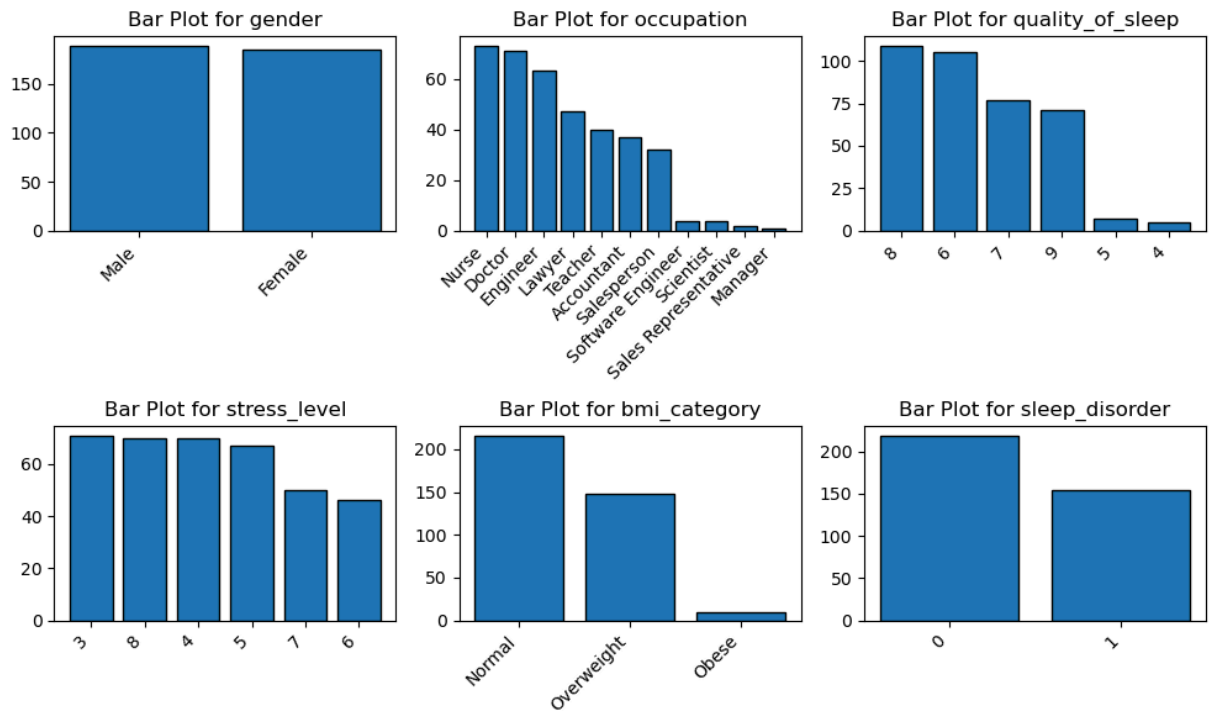 Bar Plot for gender
150
100
50
0
Male
Female
Bar Plot for occupation
60
40
20
0
Nurse
Doctor
Engineer
Lawyer
Teacher
Accountant
Salesperson
Software Engineer
Scientist
Sales Representative
Manager
Bar Plot for quality_of_sleep
100
75
50
25
0
8
6
7
9
5
4
Bar Plot for stress_level
60
40
20
0
3
8
4
5
7
6
Bar Plot for bmi_category
200
150
100
50
0
Normal
Overweight
Obese
Bar Plot for sleep_disorder
200
150
100
50
0
0
1